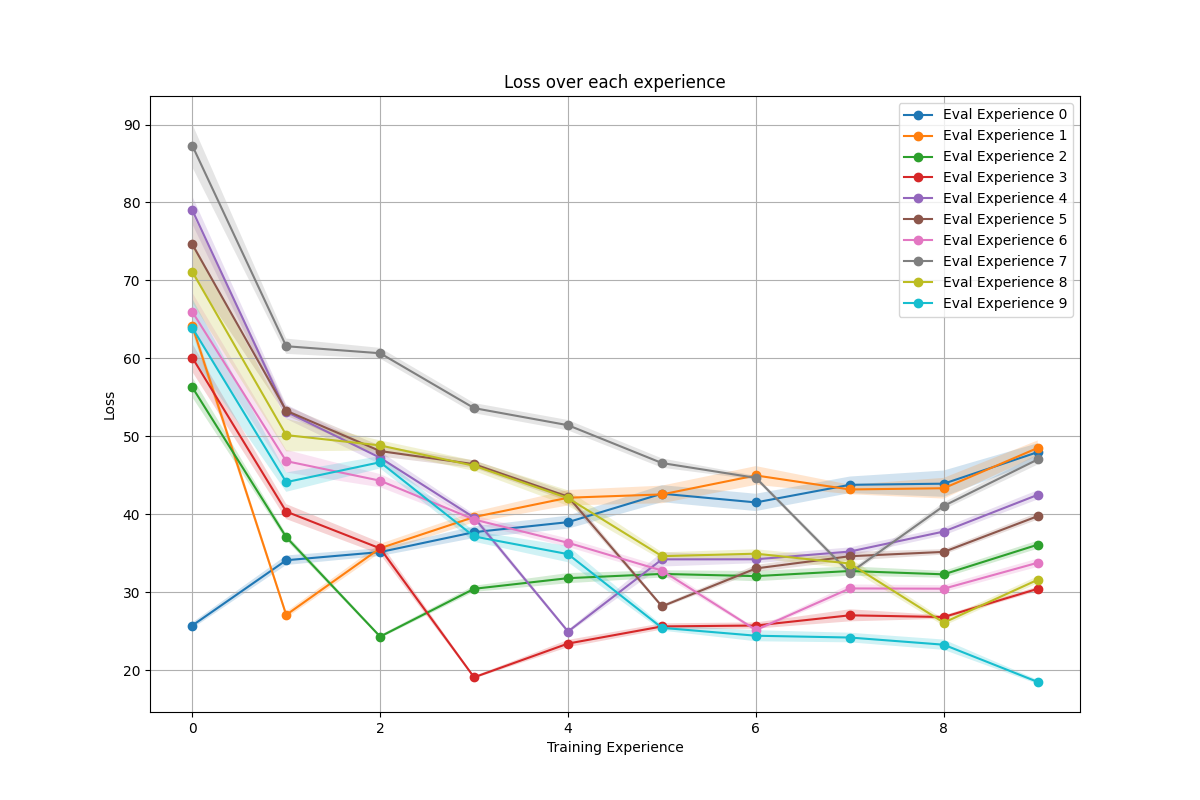 Loss over each experience
90
80
70
60
50
40
30
20
Loss
0
2
4
6
8
Training Experience
Eval Experience 0
Eval Experience 1
Eval Experience 2
Eval Experience 3
Eval Experience 4
Eval Experience 5
Eval Experience 6
Eval Experience 7
Eval Experience 8
Eval Experience 9